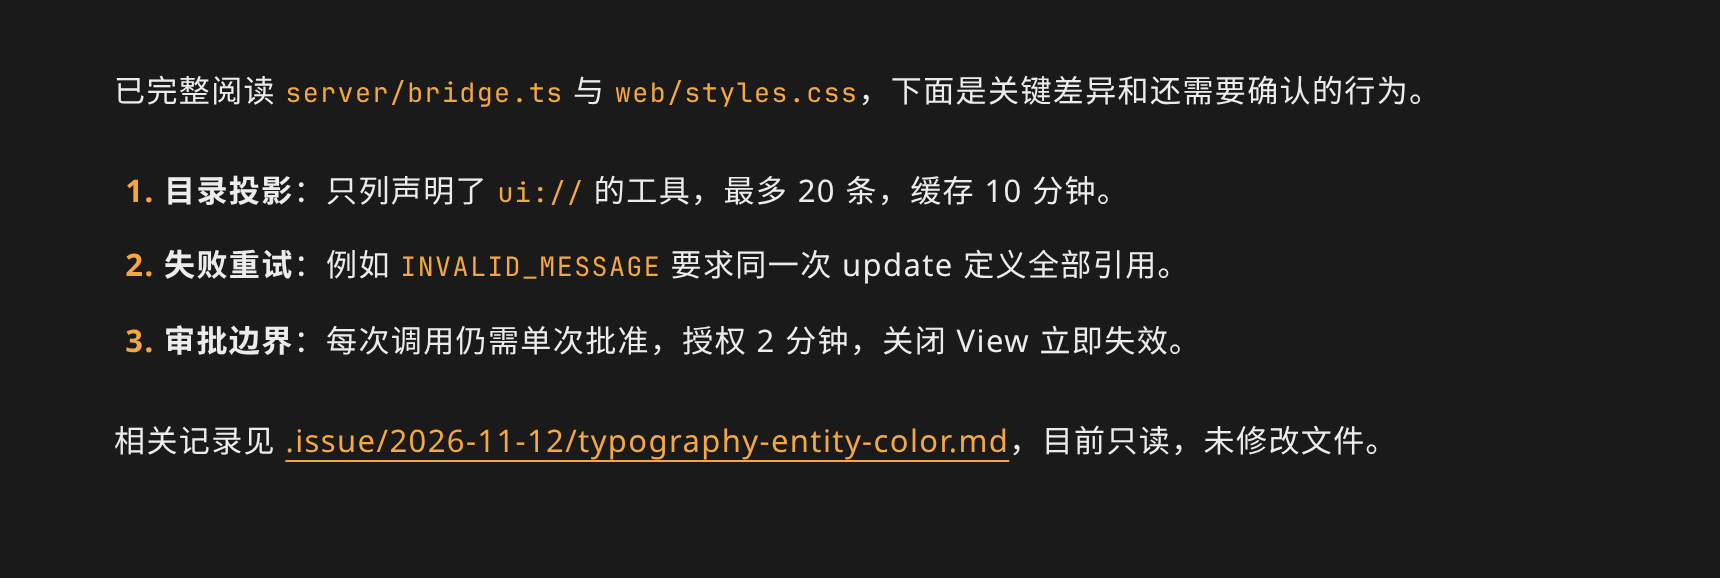 已完整阅读 server/bridge.ts 与 web/styles.css，下面是关键差异和还需要确认的行为。
1. 目录投影：只列声明了 ui:// 的工具，最多 20 条，缓存 10 分钟。
2. 失败重试：例如 INVALID_MESSAGE 要求同一次 update 定义全部引用。
3. 审批边界：每次调用仍需单次批准，授权 2 分钟，关闭 View 立即失效。
相关记录见 .issue/2026-11-12/typography-entity-color.md，目前只读，未修改文件。